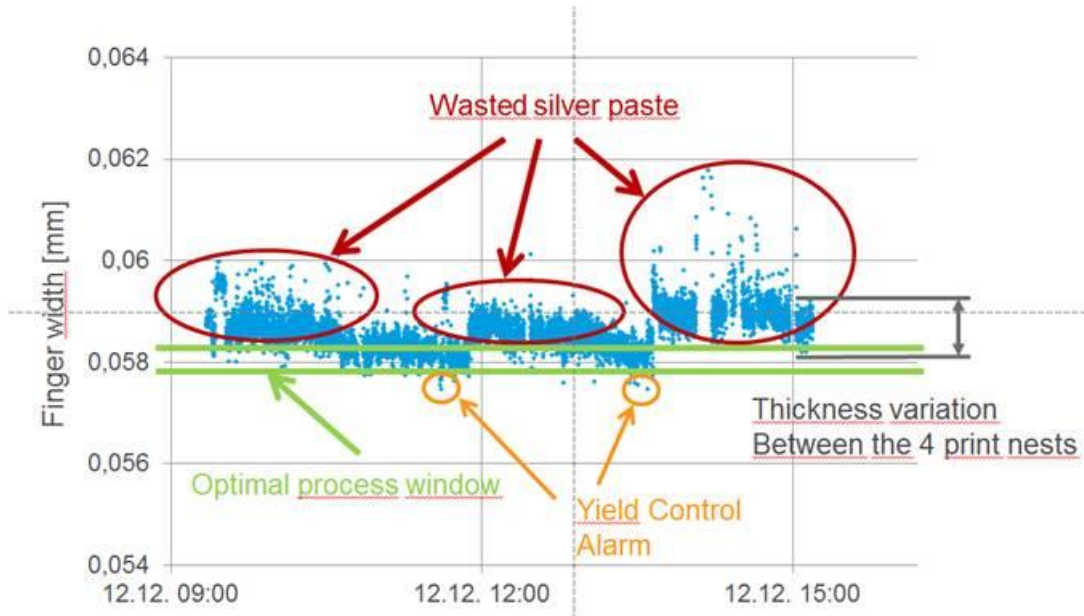 0,064
Wasted silver paste
0,062
0,06
Finger width [mm]
0,058
Thickness variation
Between the 4 print nests
0,056
Optimal process window
Yield Control
Alarm
0,054
12.12. 09:00
12.12. 12:00
12.12. 15:00